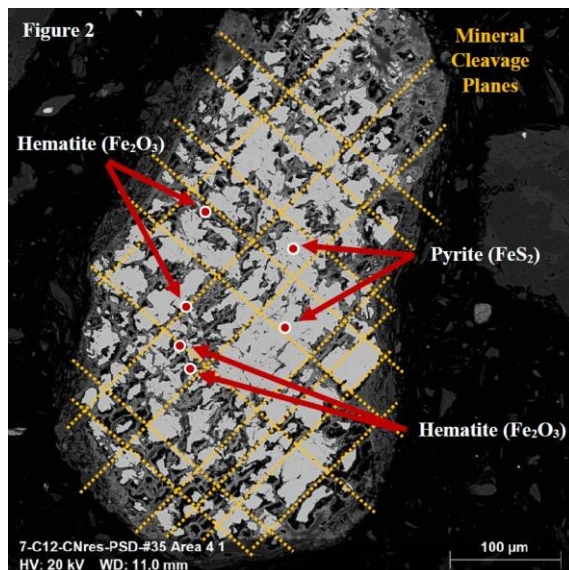 Figure 2
Mineral
Cleavage
Planes
Hematite (Fe₂O₃)
Pyrite (FeS₂)
Hematite (Fe₂O₃)
7-C12-CNres-PSD-#35 Area 4 1
HV: 20 kV WD: 11.0 mm
100 µm